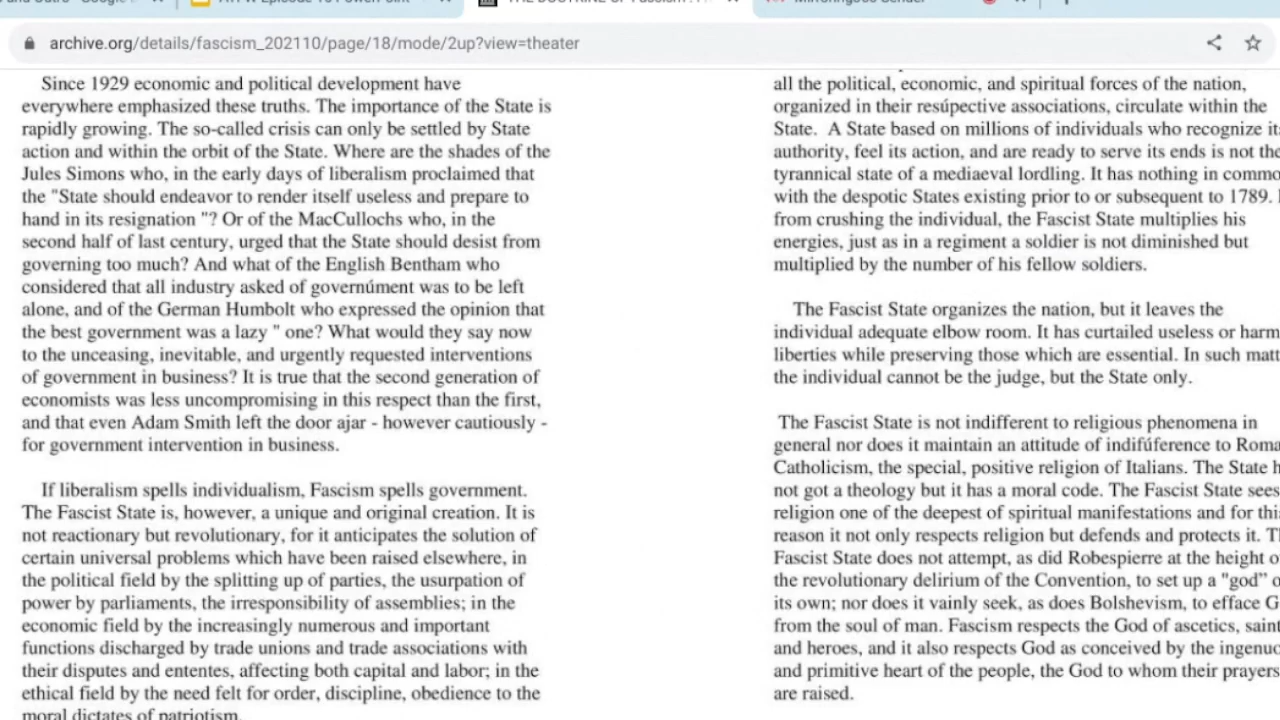 archive.org/details/fascism_202110/page/18/mode/2up?view=theater
Since 1929 economic and political development have
everywhere emphasized these truths. The importance of the State is
rapidly growing. The so-called crisis can only be settled by State
action and within the orbit of the State. Where are the shades of the
Jules Simons who, in the early days of liberalism proclaimed that
the "State should endeavor to render itself useless and prepare to
hand in its resignation "? Or of the MacCullochs who, in the
second half of last century, urged that the State should desist from
governing too much? And what of the English Bentham who
considered that all industry asked of governúment was to be left
alone, and of the German Humbolt who expressed the opinion that
the best government was a lazy " one? What would they say now
to the unceasing, inevitable, and urgently requested interventions
of government in business? It is true that the second generation of
economists was less uncompromising in this respect than the first,
and that even Adam Smith left the door ajar - however cautiously -
for government intervention in business.
If liberalism spells individualism, Fascism spells government.
The Fascist State is, however, a unique and original creation. It is
not reactionary but revolutionary, for it anticipates the solution of
certain universal problems which have been raised elsewhere, in
the political field by the splitting up of parties, the usurpation of
power by parliaments, the irresponsibility of assemblies; in the
economic field by the increasingly numerous and important
functions discharged by trade unions and trade associations with
their disputes and ententes, affecting both capital and labor; in the
ethical field by the need felt for order, discipline, obedience to the
moral dictates of patriotism.
all the political, economic, and spiritual forces of the nation,
organized in their resúpective associations, circulate within the
State. A State based on millions of individuals who recognize it
authority, feel its action, and are ready to serve its ends is not the
tyrannical state of a mediaeval lordling. It has nothing in commo
with the despotic States existing prior to or subsequent to 1789.
from crushing the individual, the Fascist State multiplies his
energies, just as in a regiment a soldier is not diminished but
multiplied by the number of his fellow soldiers.
The Fascist State organizes the nation, but it leaves the
individual adequate elbow room. It has curtailed useless or harm
liberties while preserving those which are essential. In such matt
the individual cannot be the judge, but the State only.
The Fascist State is not indifferent to religious phenomena in
general nor does it maintain an attitude of indifúference to Roma
Catholicism, the special, positive religion of Italians. The State h
not got a theology but it has a moral code. The Fascist State sees
religion one of the deepest of spiritual manifestations and for thi
reason it not only respects religion but defends and protects it. T
Fascist State does not attempt, as did Robespierre at the height o
the revolutionary delirium of the Convention, to set up a "god” o
its own; nor does it vainly seek, as does Bolshevism, to efface G
from the soul of man. Fascism respects the God of ascetics, saint
and heroes, and it also respects God as conceived by the ingenuo
and primitive heart of the people, the God to whom their prayers
are raised.